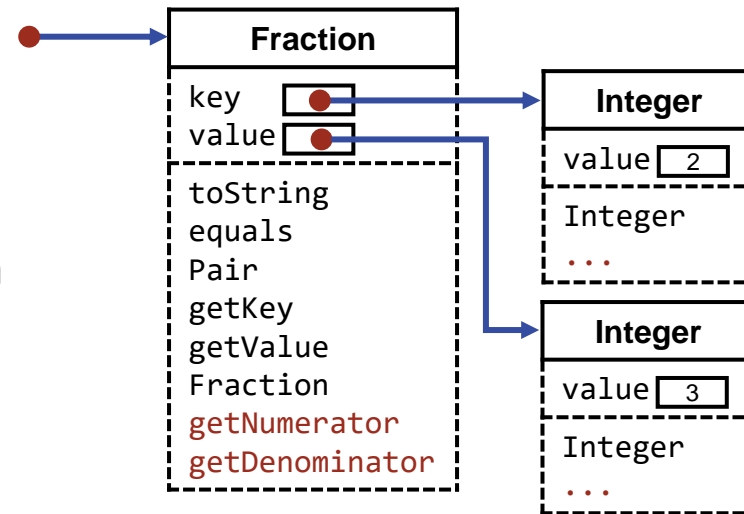 Fraction
key
value
toString
equals
Pair
getKey
getValue
Fraction
getNumerator
getDenominator
Integer
value 2
Integer
...
Integer
value 3
Integer
...